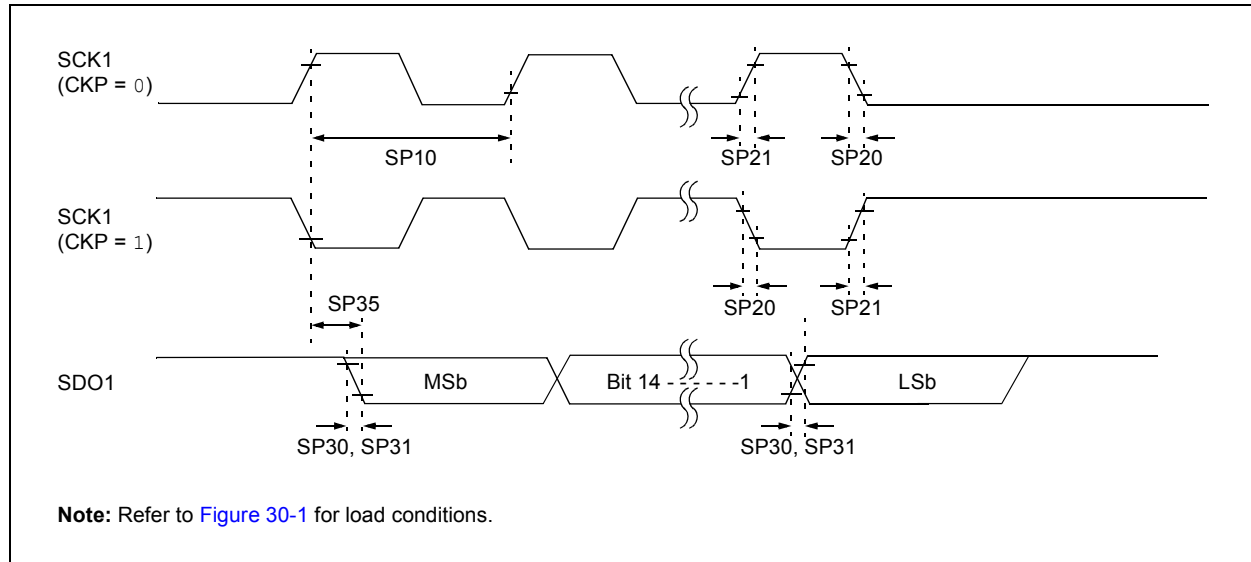 SCK1
(CKP = 0)
SP10
SP21
SP20
SCK1
(CKP = 1)
SP35
SP20
SP21
SDO1
MSb
Bit 14 - - - - - -1
LSb
SP30, SP31
SP30, SP31
Note: Refer to Figure 30-1 for load conditions.